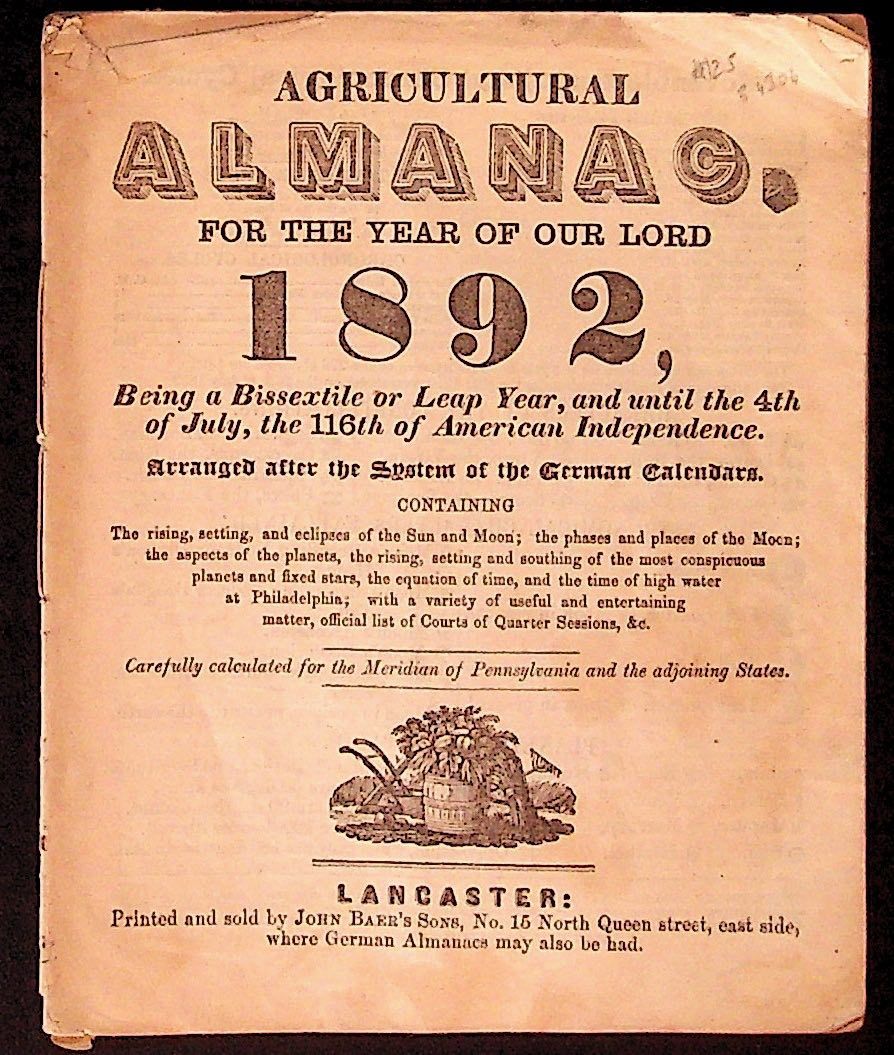 AGRICULTURAL
ALMANAC,
FOR THE YEAR OF OUR LORD
1892,
Being a Bissextile or Leap Year, and until the 4th
of July, the 116th of American Independence.
Arranged after the System of the German Calendars.
CONTAINING
The rising, setting, and eclipses of the Sun and Moon; the phases and places of the Moon;
the aspects of the planets, the rising, setting and southing of the most conspicuous
planets and fixed stars, the equation of time, and the time of high water
at Philadelphia; with a variety of useful and entertaining
matter, official list of Courts of Quarter Sessions, &c.
Carefully calculated for the Meridian of Pennsylvania and the adjoining States.
LANCASTER:
Printed and sold by JOHN BAER'S SONS, No. 15 North Queen street, east side,
where German Almanacs may also be had.